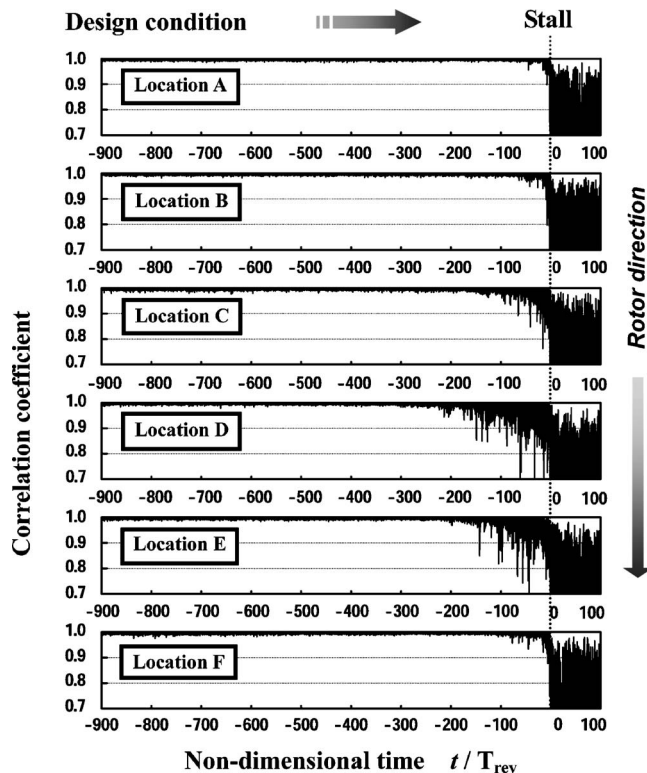 Design condition
Stall
1.0
0.9
0.8
0.7
Location A
-900 -800 -700 -600 -500 -400 -300 -200 -100 0 100
1.0
0.9
0.8
0.7
Location B
-900 -800 -700 -600 -500 -400 -300 -200 -100 0 100
1.0
0.9
0.8
0.7
Location C
-900 -800 -700 -600 -500 -400 -300 -200 -100 0 100
1.0
0.9
0.8
0.7
Location D
-900 -800 -700 -600 -500 -400 -300 -200 -100 0 100
1.0
0.9
0.8
0.7
Location E
-900 -800 -700 -600 -500 -400 -300 -200 -100 0 100
1.0
0.9
0.8
0.7
Location F
-900 -800 -700 -600 -500 -400 -300 -200 -100 0 100
Correlation coefficient
Rotor direction
Non-dimensional time t / Trev